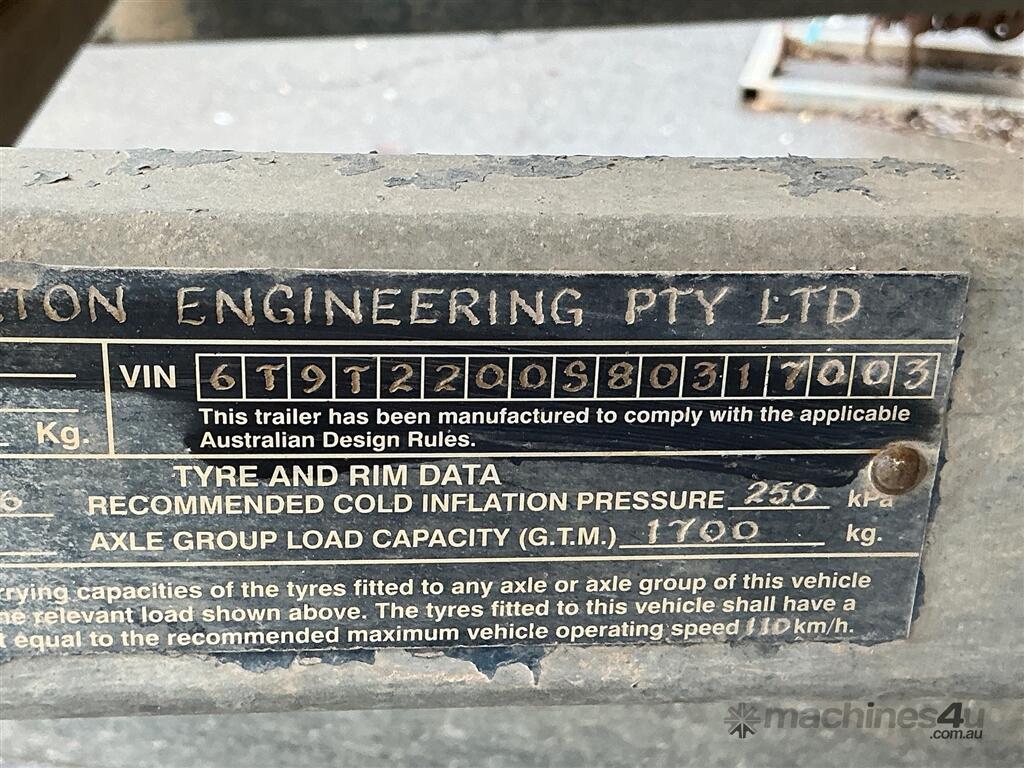 TON ENGINEERING PTY LTD
VIN 6T9T2200S80317003
This trailer has been manufactured to comply with the applicable
Kg. Australian Design Rules.
TYRE AND RIM DATA
6 RECOMMENDED COLD INFLATION PRESSURE 250 kPa
AXLE GROUP LOAD CAPACITY (G.T.M.) 1700 kg.
rrying capacities of the tyres fitted to any axle or axle group of this vehicle
relevant load shown above. The tyres fitted to this vehicle shall have a
equal to the recommended maximum vehicle operating speed 110 km/h.
machines4u
.com.au